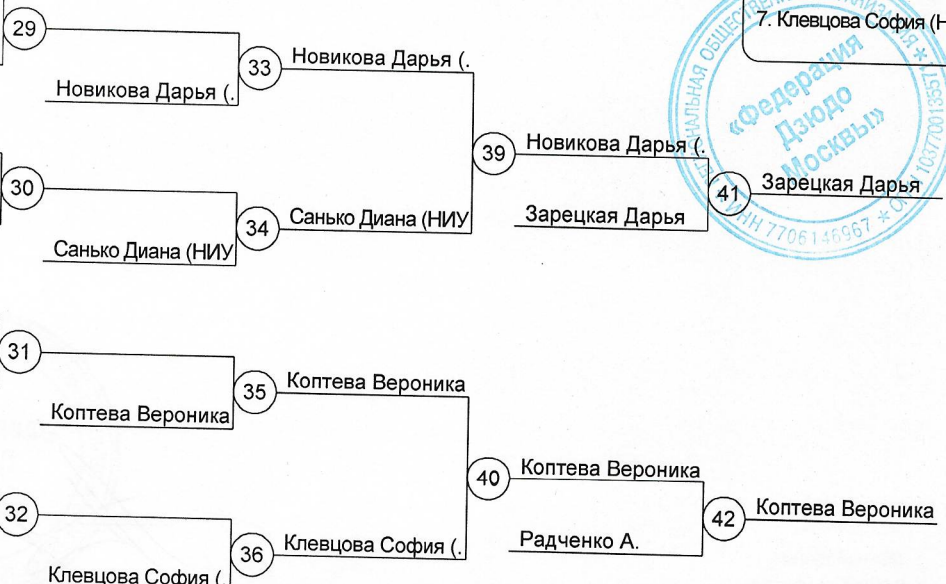 29
7. Клевцова София (Н
33
Новикова Дарья (.
Новикова Дарья (.
«Федерация
Дзюдо
Москвы»
39
Новикова Дарья (.
30
41
Зарецкая Дарья
34
Санько Диана (НИУ
Зарецкая Дарья
Санько Диана (НИУ
ИНН 7706146967 *
31
35
Коптева Вероника
Коптева Вероника
40
Коптева Вероника
32
42
Коптева Вероника
36
Клевцова София (.
Радченко А.
Клевцова София (.